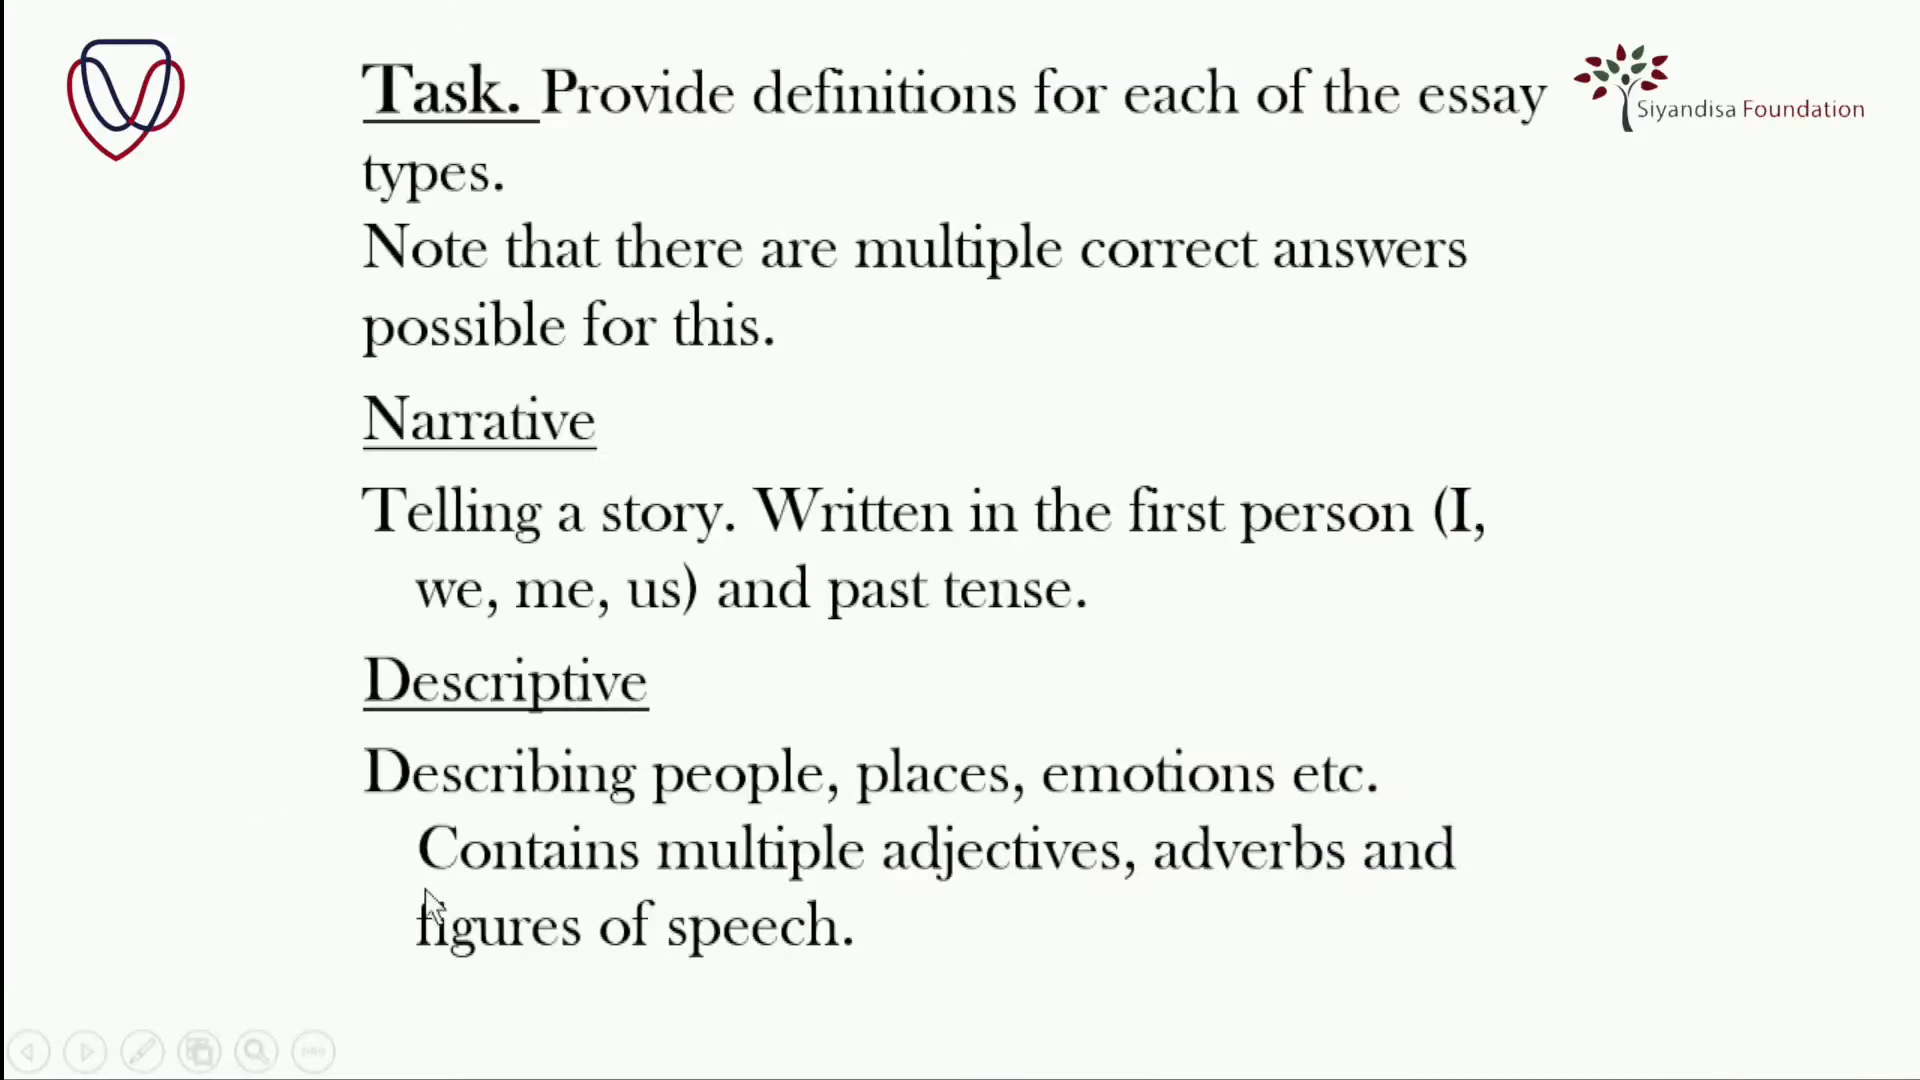 Task. Provide definitions for each of the essay
types.
Note that there are multiple correct answers
possible for this.
Narrative
Telling a story. Written in the first person (I,
we, me, us) and past tense.
Descriptive
Describing people, places, emotions etc.
Contains multiple adjectives, adverbs and
figures of speech.
Siyandisa Foundation